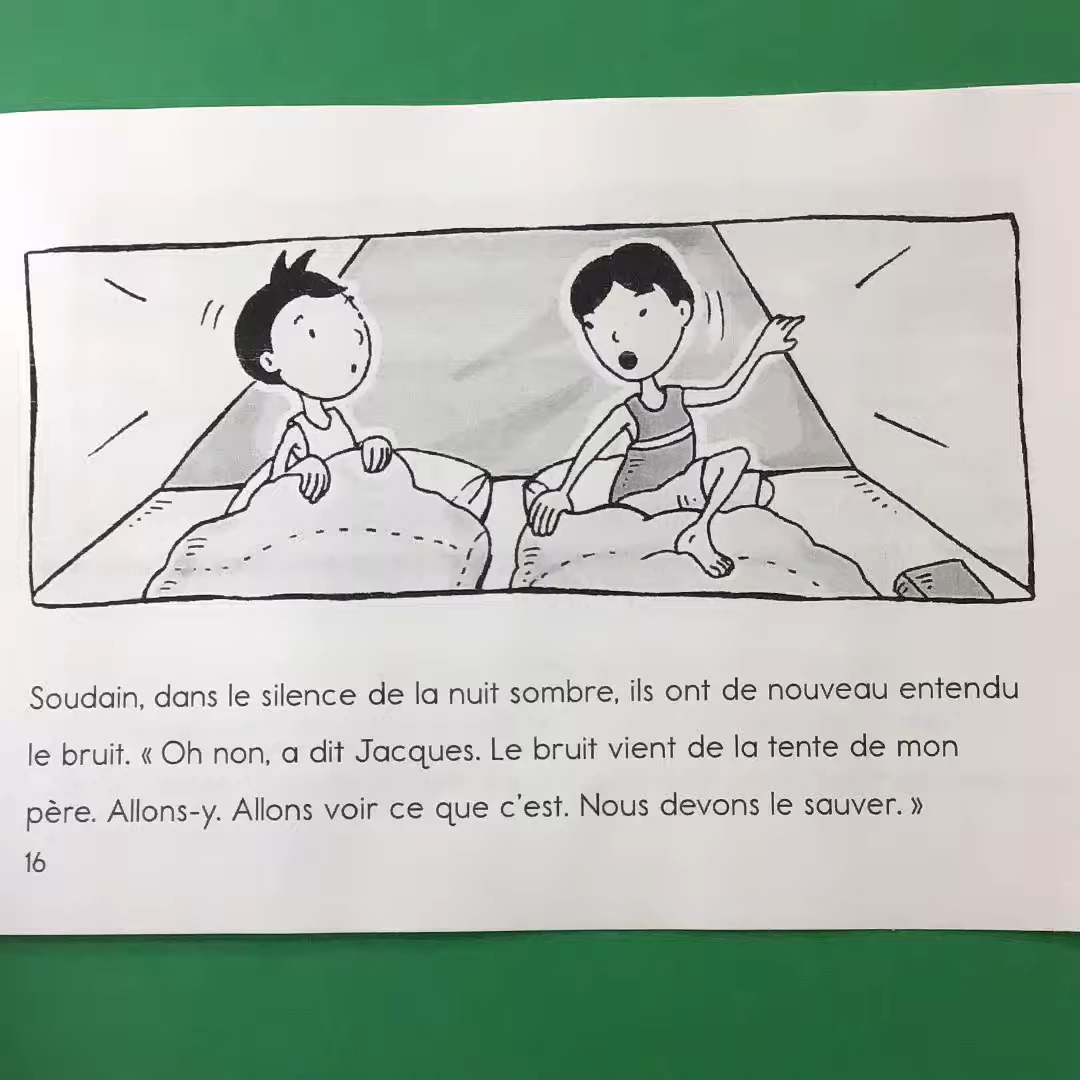 Soudain, dans le silence de la nuit sombre, ils ont de nouveau entendu
le bruit. « Oh non, a dit Jacques. Le bruit vient de la tente de mon
père. Allons-y. Allons voir ce que c'est. Nous devons le sauver. »
16